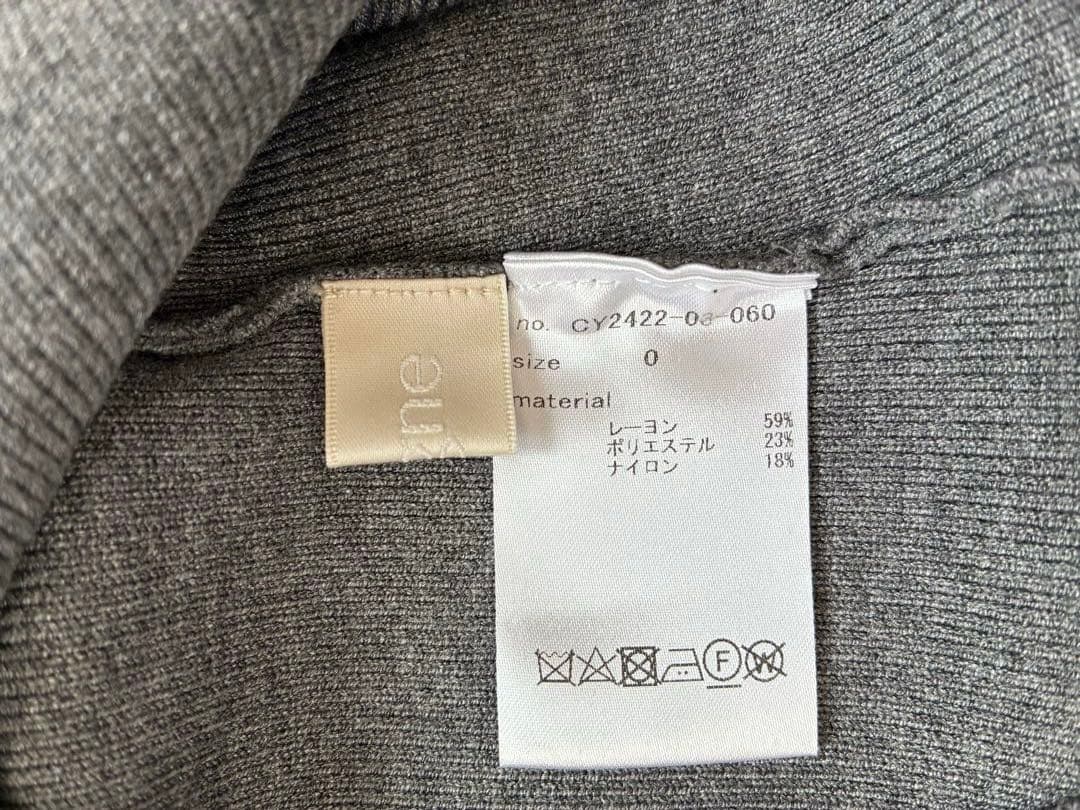 no. CY2422-0a-060
size 0
material
レーヨン 59%
ポリエステル 23%
ナイロン 18%
F
W